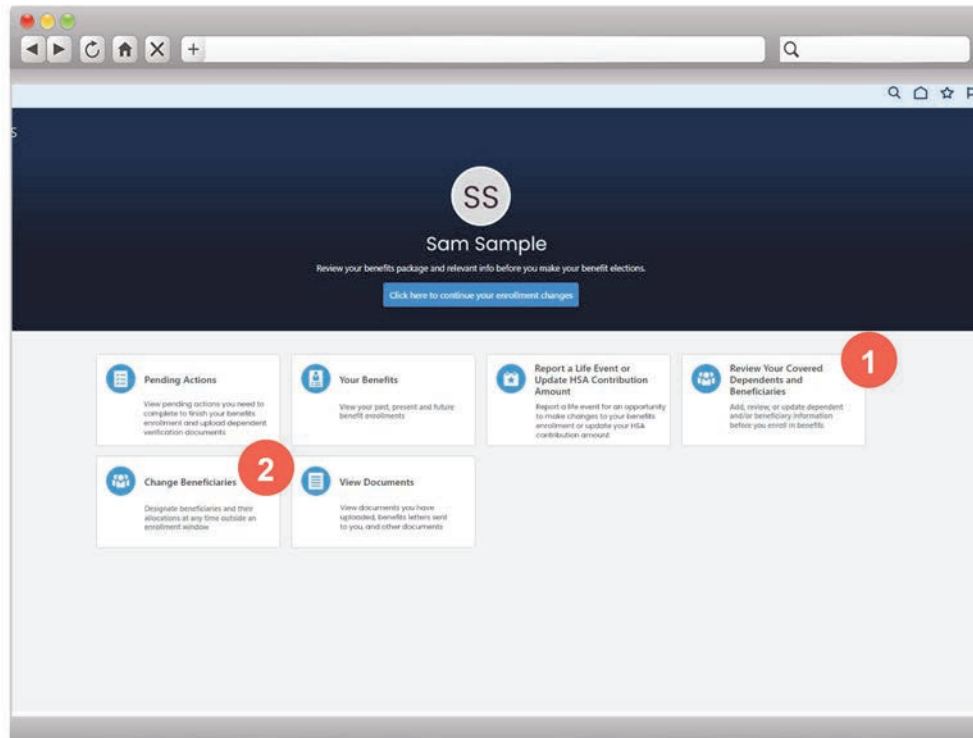 S
SS
Sam Sample
Review your benefits package and relevant info before you make your benefit elections.
Click here to continue your enrollment changes
Pending Actions
View pending actions you need to
complete to finish your benefits
enrollment and upload dependent
verification documents
Your Benefits
View your past, present and future
benefit enrollments
Report a Life Event or
Update HSA Contribution
Amount
Report a life event for an opportunity
to make changes to your benefits
enrollment or update your HSA
contribution amount
1
Review Your Covered
Dependents and
Beneficiaries
Add, review, or update dependent
and/or beneficiary information
before you enroll in benefits
2
Change Beneficiaries
Designate beneficiaries and their
allocations at any time outside an
enrollment window
View Documents
View documents you have
uploaded, benefits letters sent
to you, and other documents